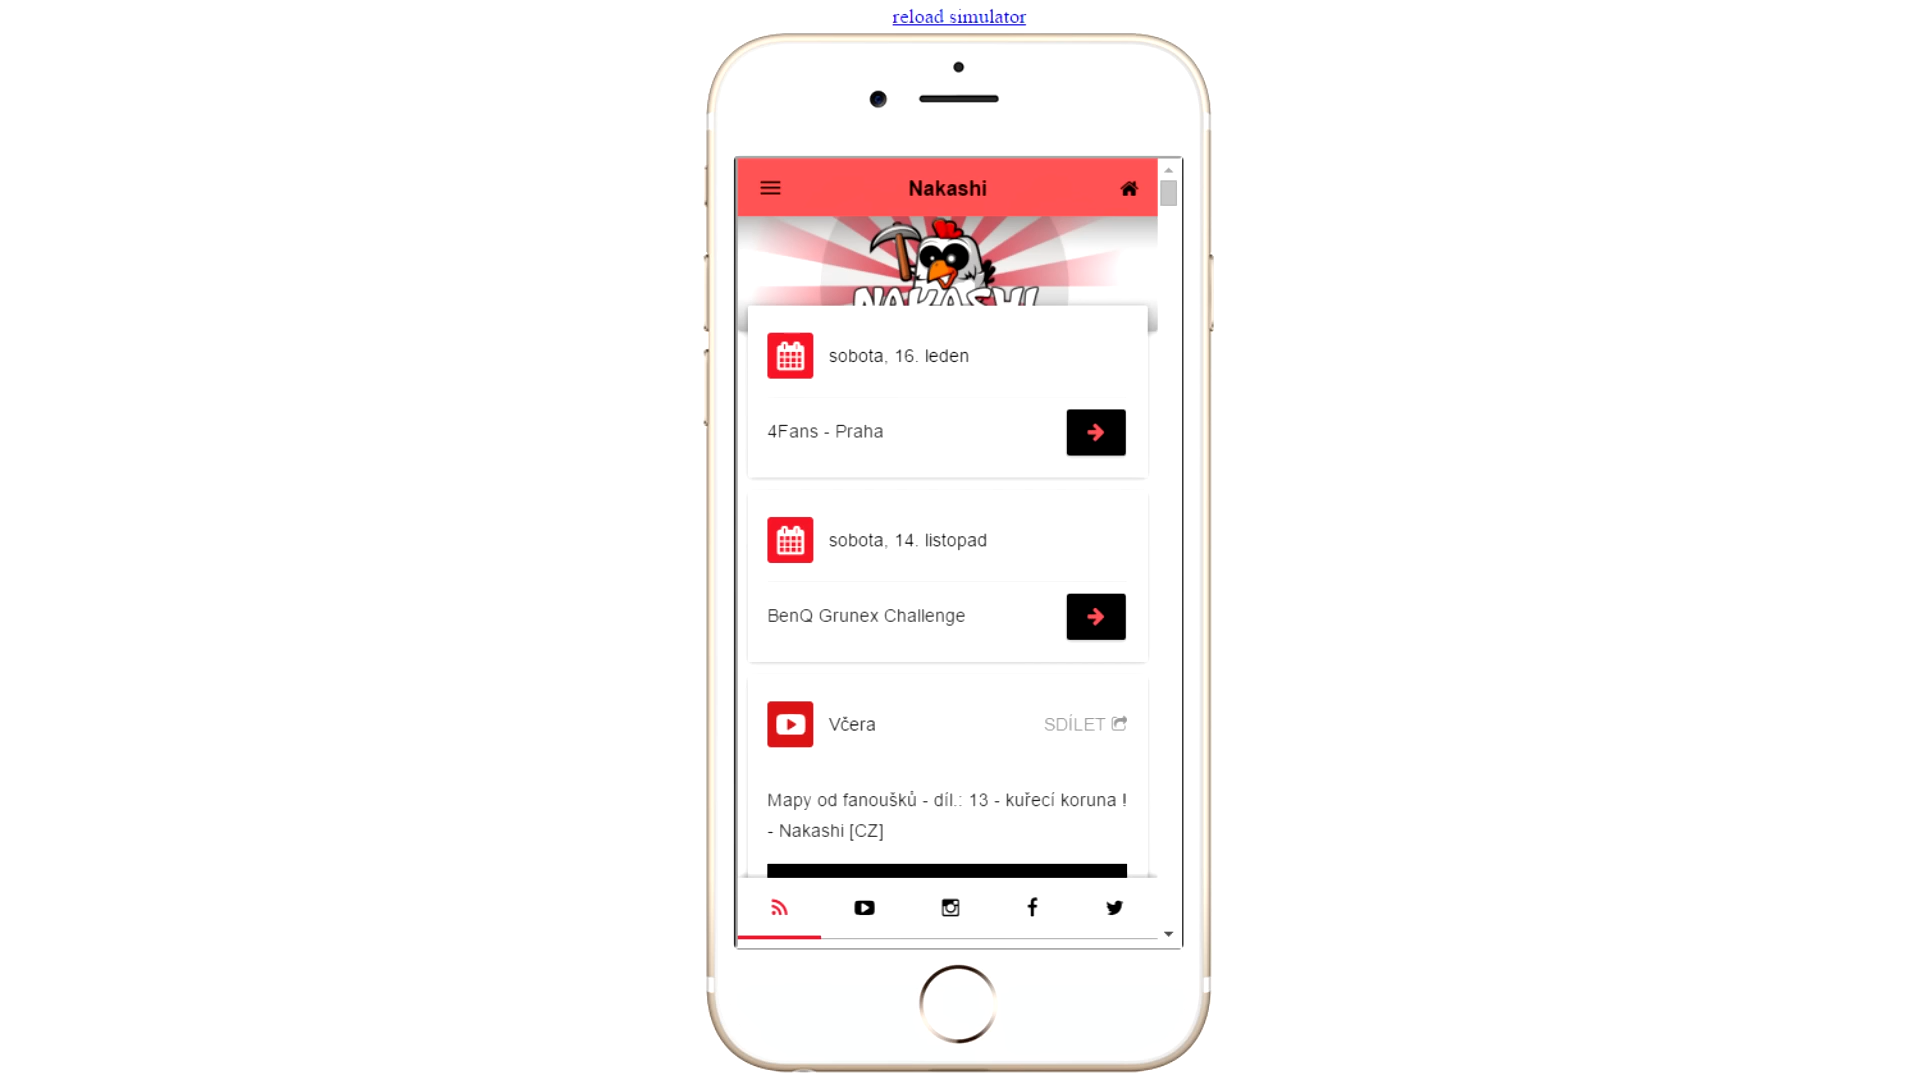 reload simulator
Nakashi
NAKASHI
sobota, 16. leden
4Fans - Praha
sobota, 14. listopad
BenQ Grunex Challenge
Včera SDÍLET
Mapy od fanoušků - díl.: 13 - kuřecí koruna !
- Nakashi [CZ]